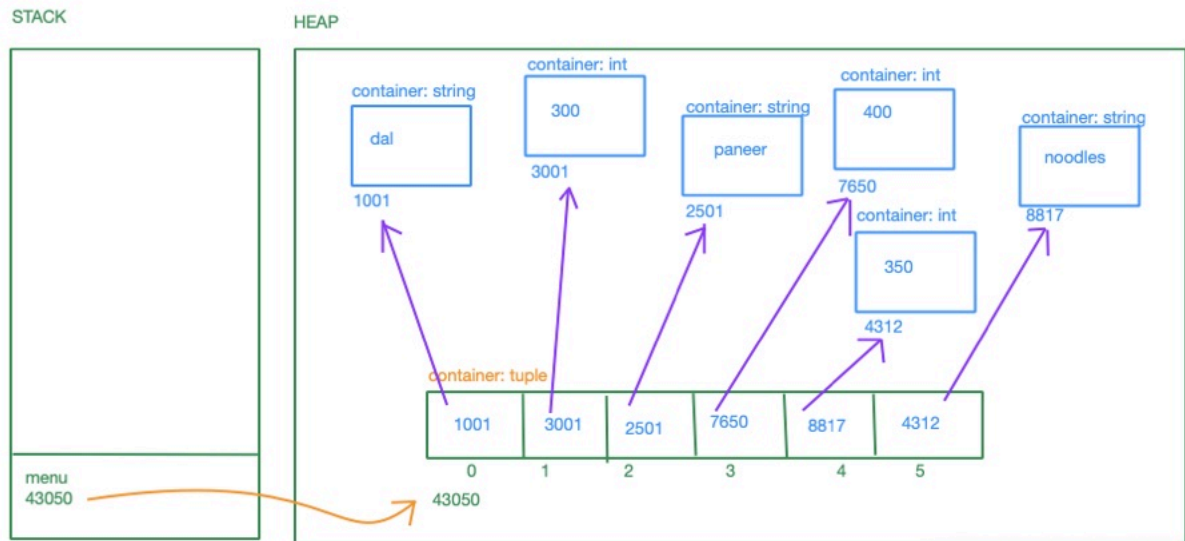 STACK
HEAP
container: string
dal
1001
container: int
300
3001
container: string
paneer
2501
container: int
400
7650
container: int
350
4312
container: string
noodles
8817
container: tuple
1001 3001 2501 7650 8817 4312
0 1 2 3 4 5
43050
menu
43050